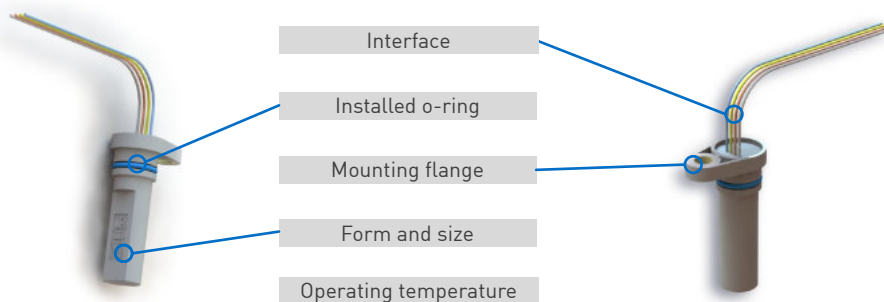 Interface
Installed o-ring
Mounting flange
Form and size
Operating temperature